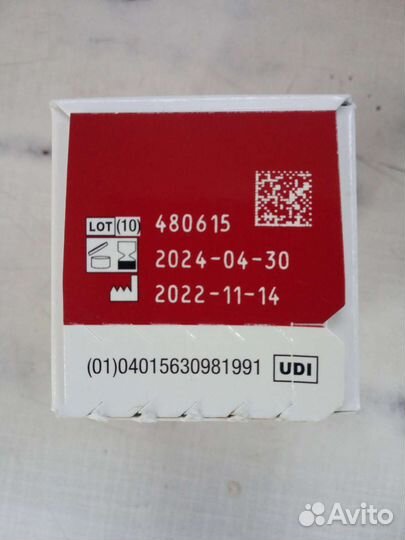 LOT (10) 480615
2024-04-30
2022-11-14
(01)04015630981991 UDI
Avito